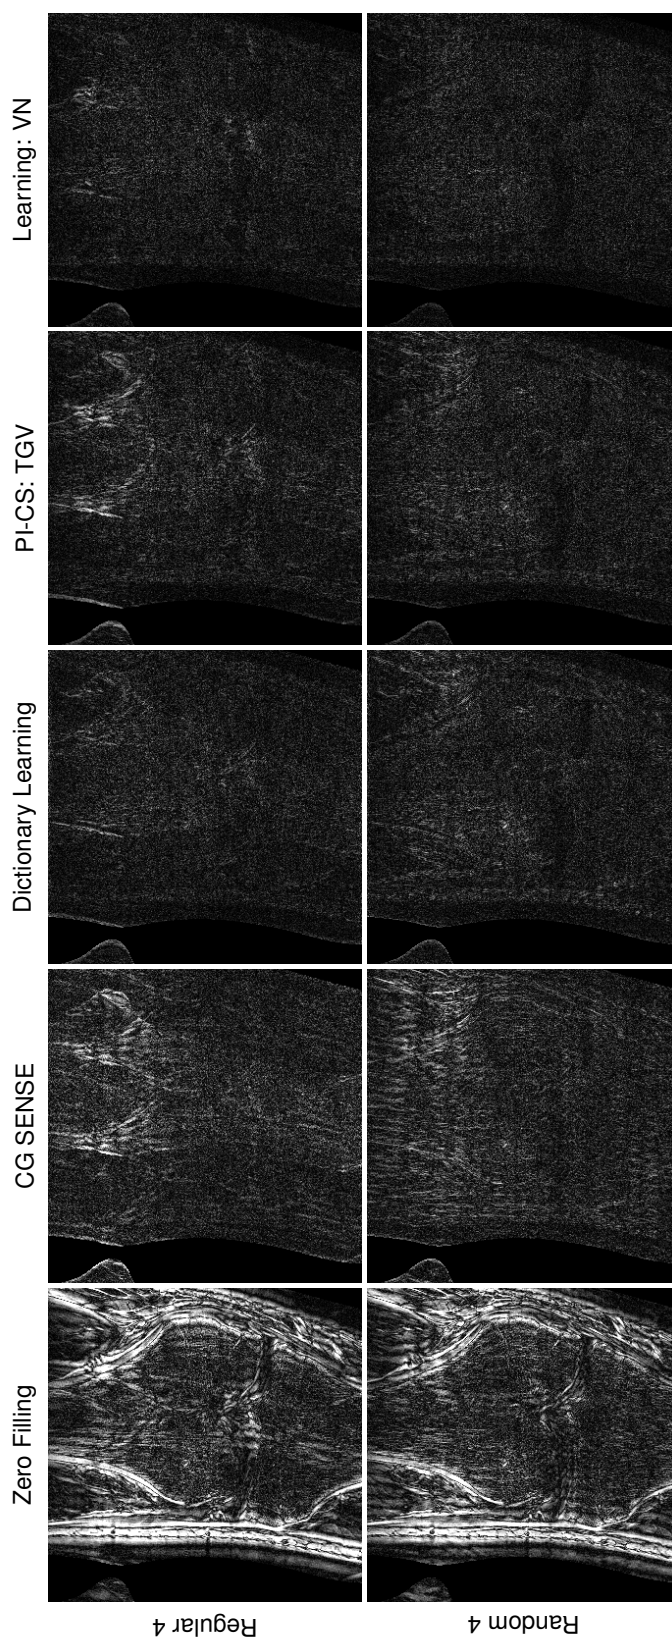 Zero Filling
CG SENSE
Dictionary Learning
PI-CS: TGV
Learning: VN
Regular 4
Random 4